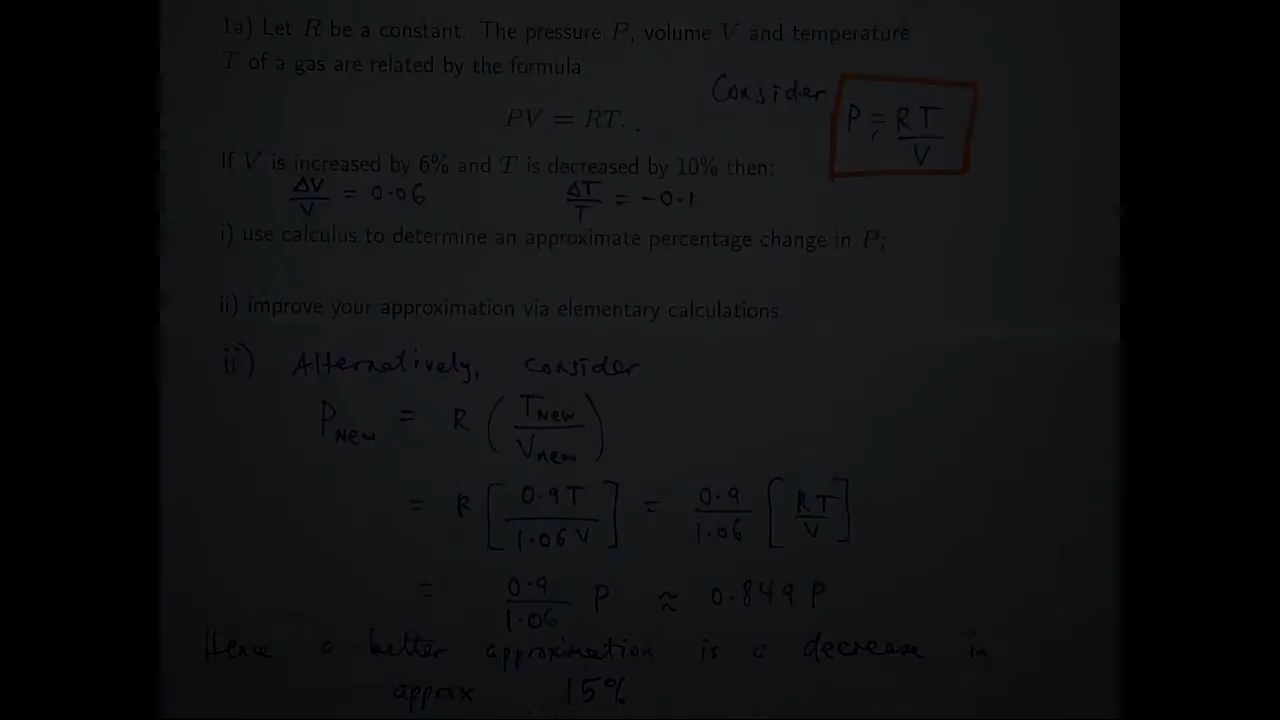 1a) Let R be a constant. The pressure P, volume V and temperature
T of a gas are related by the formula
Consider
PV = RT.
P = RT/V
If V is increased by 6% and T is decreased by 10% then:
ΔV/V = 0.06 ΔT/T = -0.1
i) use calculus to determine an approximate percentage change in P;
ii) improve your approximation via elementary calculations.
ii) Alternatively, consider
P_New = R (T_New/V_new)
= R [0.9T/1.06V] = 0.9/1.06 [RT/V]
= 0.9/1.06 P ≈ 0.849 P
Hence a better approximation is a decrease in
approx 15%